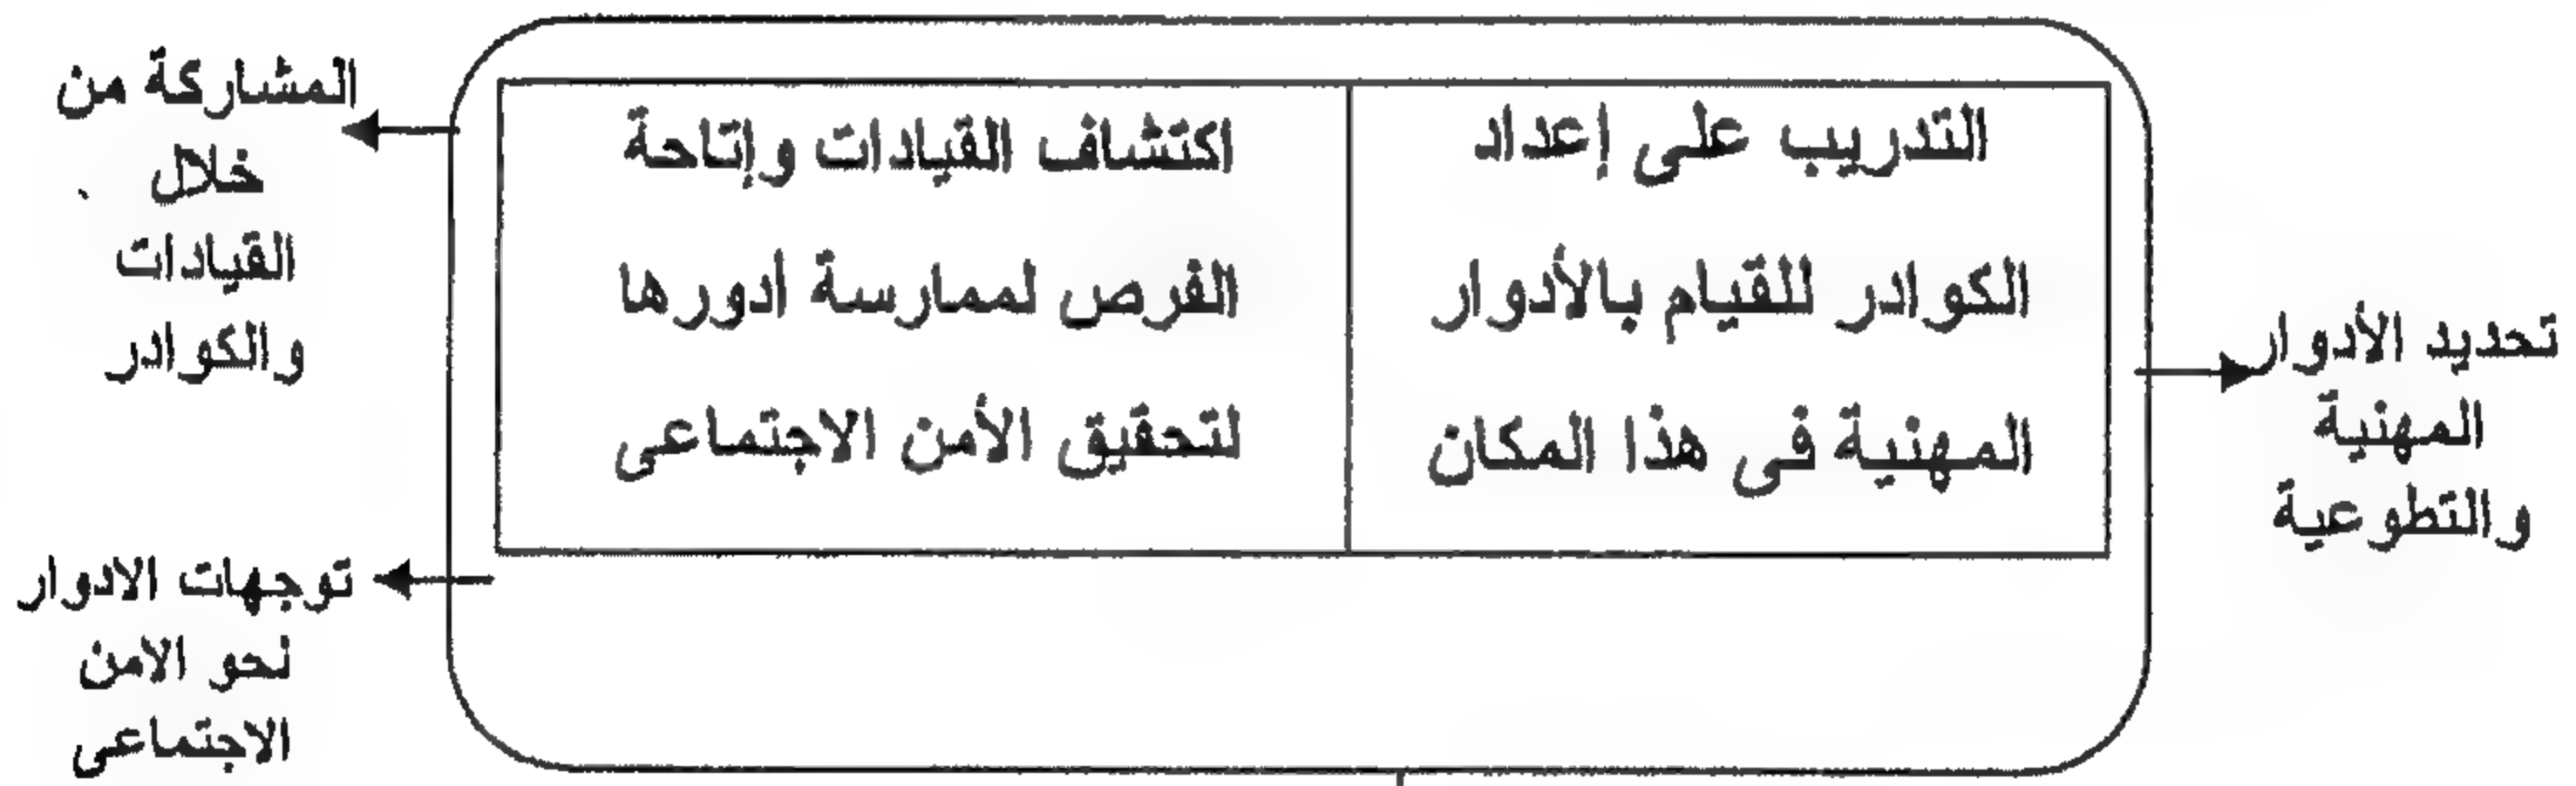 التدريب على إعداد
الكوادر للقيام بالأدوار
المهنية فى هذا المكان
اكتشاف القيادات وإتاحة
الفرص لممارسة أدورها
لتحقيق الأمن الاجتماعى
تحديد الأدوار
المهنية
والتطوعية
المشاركة من
خلال
القيادات
والكوادر
توجهات الادوار
نحو الامن
الاجتماعى